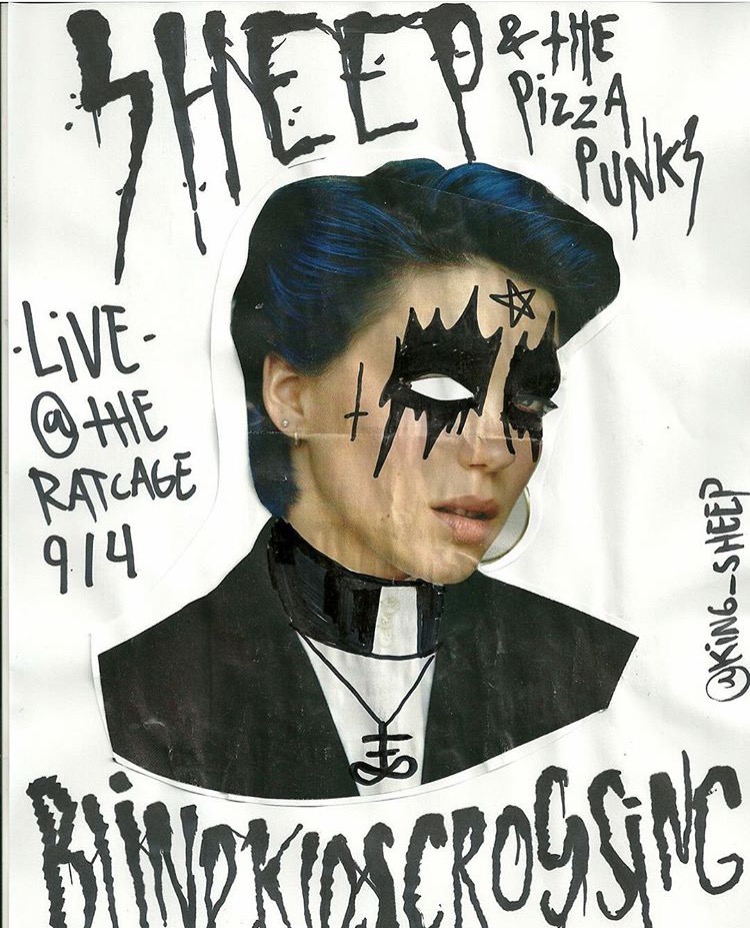 SHEEP
& tHE
PizzA
PUNKS
·LiVE·
@ tHE
RATCAGE
9/4
@KiNG_SHEEP
BLiNDKIDSCROSSiNG